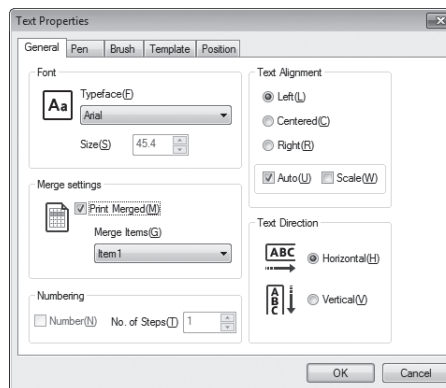 Text Properties
General Pen Brush Template Position
Font
Aa
Typeface(F)
Arial
Size(S) 45.4
Merge settings
Print Merged(M)
Merge Items(G)
Item1
Numbering
Number(N) No. of Steps(T) 1
Text Alignment
Left(L)
Centered(C)
Right(R)
Auto(U) Scale(W)
Text Direction
ABC Horizontal(H)
ABC Vertical(V)
OK Cancel